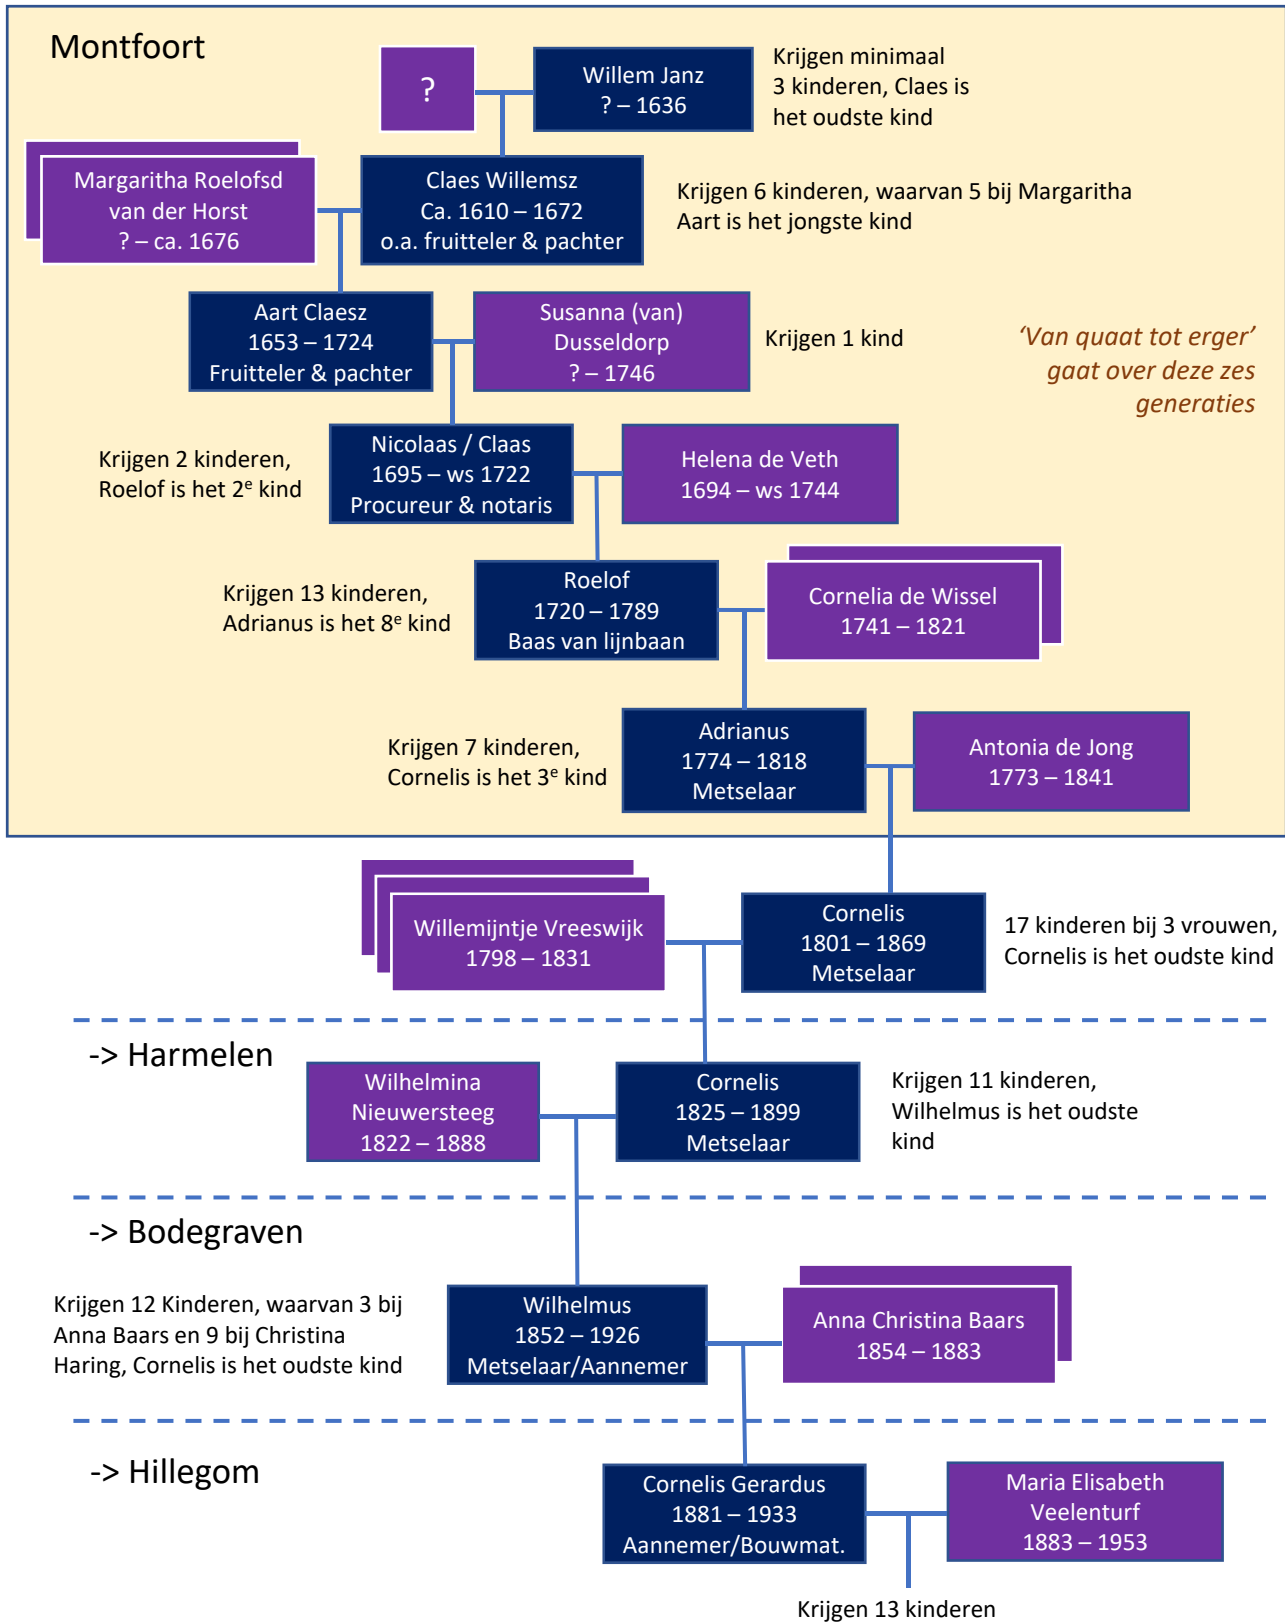 Montfoort
?
Willem Janz
? – 1636
Krijgen minimaal
3 kinderen, Claes is
het oudste kind
Margaritha Roelofsd
van der Horst
? – ca. 1676
Claes Willemsz
Ca. 1610 – 1672
o.a. fruitteler & pachter
Krijgen 6 kinderen, waarvan 5 bij Margaritha
Aart is het jongste kind
Aart Claesz
1653 – 1724
Fruitteler & pachter
Susanna (van)
Dusseldorp
? – 1746
Krijgen 1 kind
‘Van quaat tot erger’
gaat over deze zes
generaties
Krijgen 2 kinderen,
Roelof is het 2e kind
Nicolaas / Claas
1695 – ws 1722
Procureur & notaris
Helena de Veth
1694 – ws 1744
Krijgen 13 kinderen,
Adrianus is het 8e kind
Roelof
1720 – 1789
Baas van lijnbaan
Cornelia de Wissel
1741 – 1821
Krijgen 7 kinderen,
Cornelis is het 3e kind
Adrianus
1774 – 1818
Metselaar
Antonia de Jong
1773 – 1841
Willemijntje Vreeswijk
1798 – 1831
Cornelis
1801 – 1869
Metselaar
17 kinderen bij 3 vrouwen,
Cornelis is het oudste kind
-> Harmelen
Wilhelmina
Nieuwersteeg
1822 – 1888
Cornelis
1825 – 1899
Metselaar
Krijgen 11 kinderen,
Wilhelmus is het oudste
kind
-> Bodegraven
Krijgen 12 Kinderen, waarvan 3 bij
Anna Baars en 9 bij Christina
Haring, Cornelis is het oudste kind
Wilhelmus
1852 – 1926
Metselaar/Aannemer
Anna Christina Baars
1854 – 1883
-> Hillegom
Cornelis Gerardus
1881 – 1933
Aannemer/Bouwmat.
Maria Elisabeth
Veelenturf
1883 – 1953
Krijgen 13 kinderen